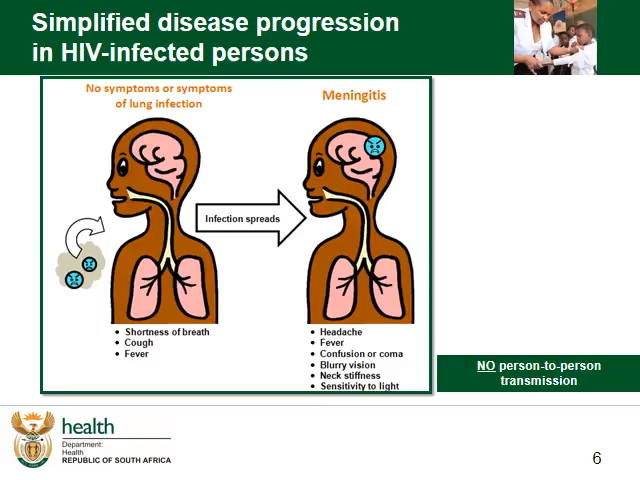 Simplified disease progression
in HIV-infected persons
No symptoms or symptoms
of lung infection
Meningitis
Infection spreads
• Shortness of breath
• Cough
• Fever
• Headache
• Fever
• Confusion or coma
• Blurry vision
• Neck stiffness
• Sensitivity to light
NO person-to-person
transmission
health
Department:
Health
REPUBLIC OF SOUTH AFRICA
6